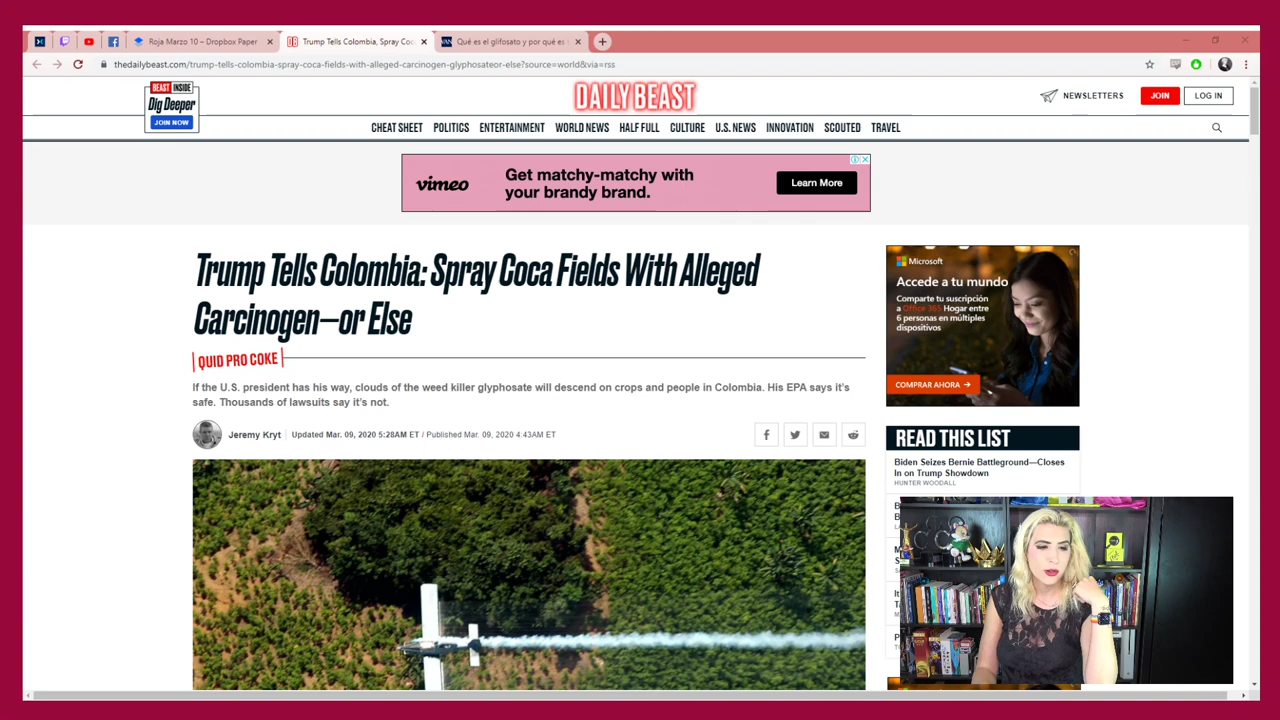 Roja Marzo 10 – Dropbox Paper
Trump Tells Colombia, Spray Coc
Qué es el glifosato y por qué es
thedailybeast.com/trump-tells-colombia-spray-coca-fields-with-alleged-carcinogen-glyphosateor-else?source=world&via=rss
BEAST INSIDE
Dig Deeper
JOIN NOW
DAILY BEAST
NEWSLETTERS
JOIN
LOG IN
CHEAT SHEET POLITICS ENTERTAINMENT WORLD NEWS HALF FULL CULTURE U.S. NEWS INNOVATION SCOUTED TRAVEL
vimeo
Get matchy-matchy with
your brandy brand.
Learn More
Trump Tells Colombia: Spray Coca Fields With Alleged
Carcinogen—or Else
QUID PRO COKE
If the U.S. president has his way, clouds of the weed killer glyphosate will descend on crops and people in Colombia. His EPA says it's
safe. Thousands of lawsuits say it's not.
Jeremy Kryt
Updated Mar. 09, 2020 5:28AM ET / Published Mar. 09, 2020 4:43AM ET
Microsoft
Accede a tu mundo
Comparte tu suscripción
a Office 365 Hogar entre
6 personas en múltiples
dispositivos
COMPRAR AHORA →
READ THIS LIST
Biden Seizes Bernie Battleground—Closes
In on Trump Showdown
HUNTER WOODALL